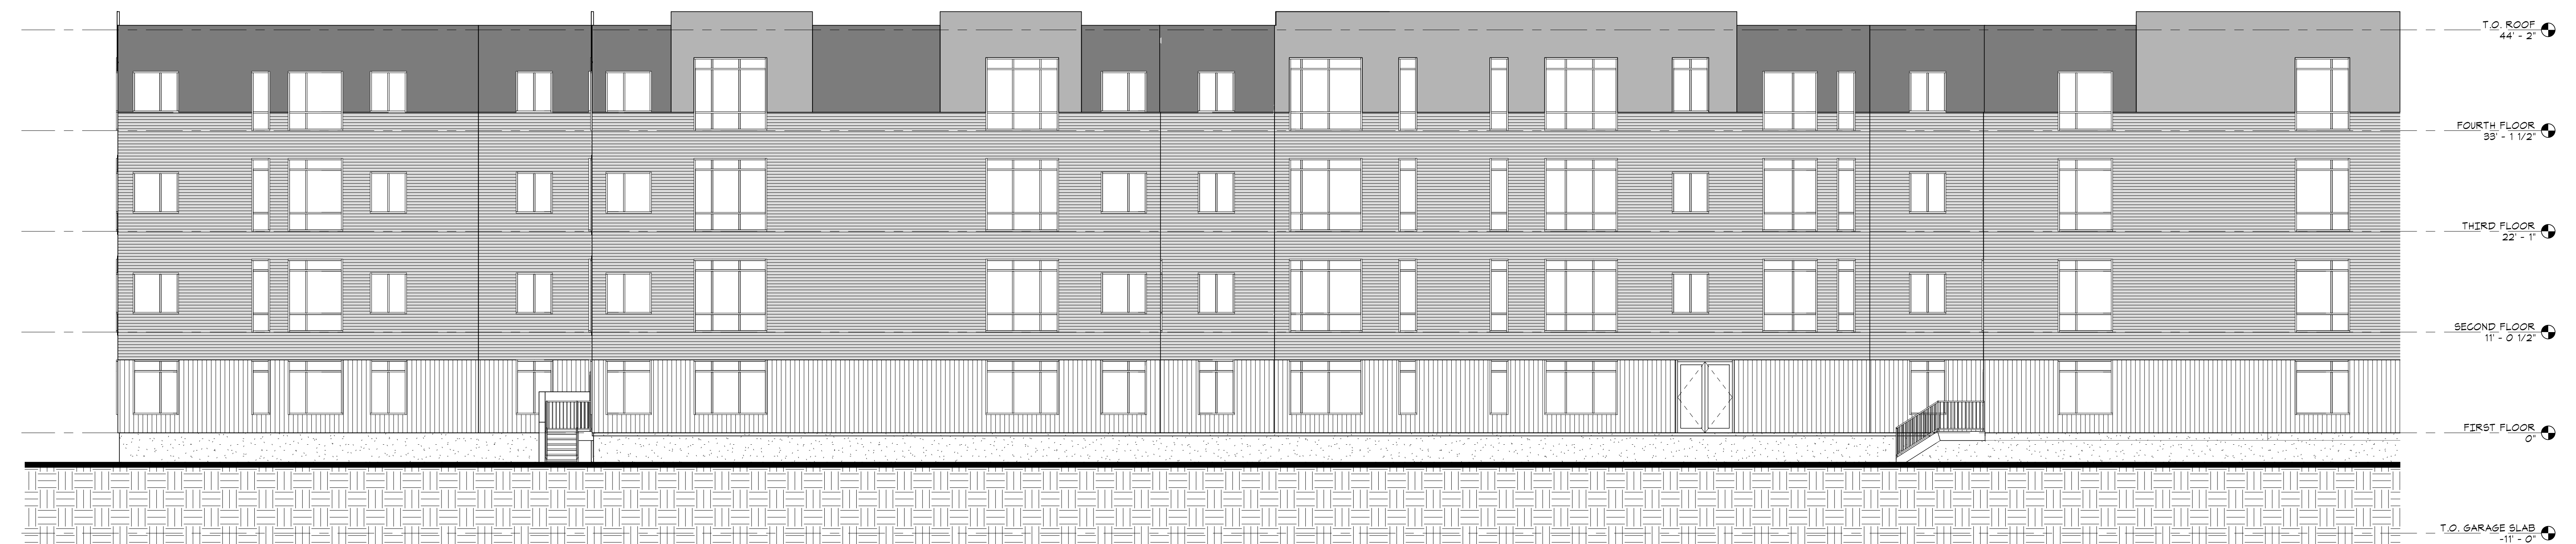 T.O. ROOF
44' - 2"
FOURTH FLOOR
33' - 1 1/2"
THIRD FLOOR
22' - 1"
SECOND FLOOR
11' - 0 1/2"
FIRST FLOOR
0"
T.O. GARAGE SLAB
-11' - 0"